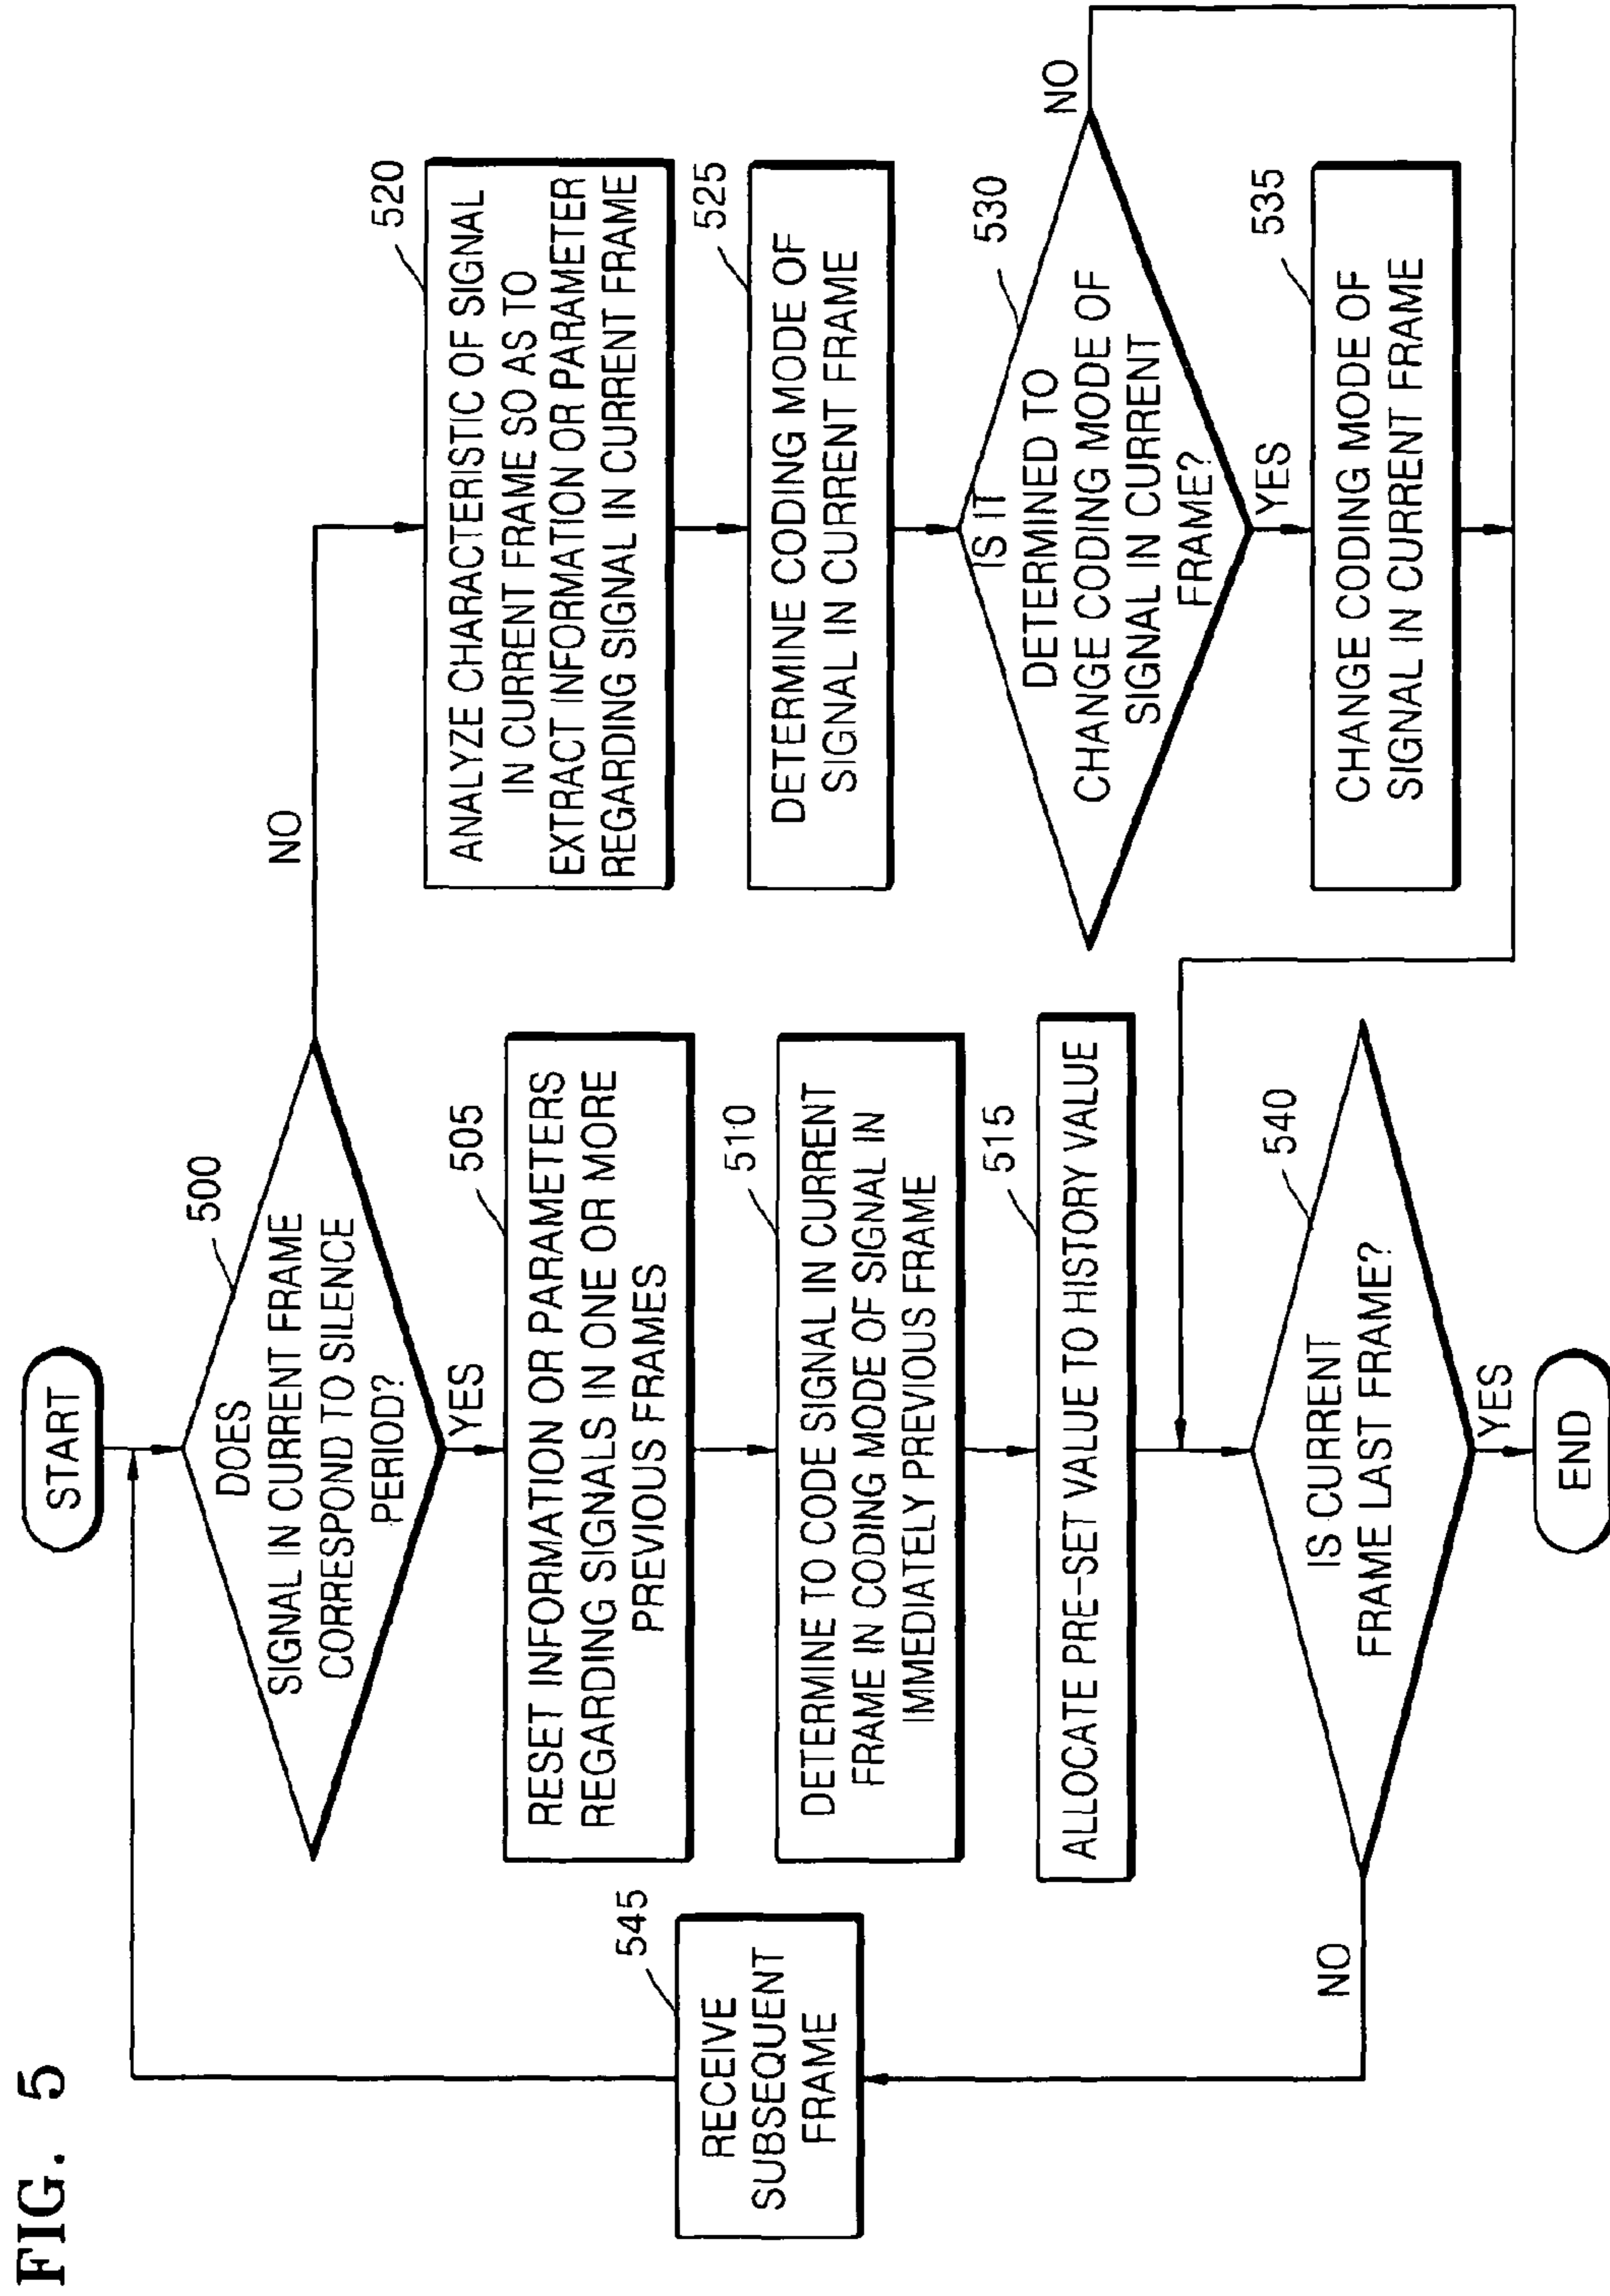 FIG. 5
START
DOES
SIGNAL IN CURRENT FRAME
CORRESPOND TO SILENCE
PERIOD?
500
NO
YES
RESET INFORMATION OR PARAMETERS
REGARDING SIGNALS IN ONE OR MORE
PREVIOUS FRAMES
505
DETERMINE TO CODE SIGNAL IN CURRENT
FRAME IN CODING MODE OF SIGNAL IN
IMMEDIATELY PREVIOUS FRAME
510
ALLOCATE PRE-SET VALUE TO HISTORY VALUE
515
ANALYZE CHARACTERISTIC OF SIGNAL
IN CURRENT FRAME SO AS TO
EXTRACT INFORMATION OR PARAMETER
REGARDING SIGNAL IN CURRENT FRAME
520
DETERMINE CODING MODE OF
SIGNAL IN CURRENT FRAME
525
IS IT
DETERMINED TO
CHANGE CODING MODE OF
SIGNAL IN CURRENT
FRAME?
530
NO
YES
CHANGE CODING MODE OF
SIGNAL IN CURRENT FRAME
535
IS CURRENT
FRAME LAST FRAME?
540
NO
YES
RECEIVE
SUBSEQUENT
FRAME
545
END